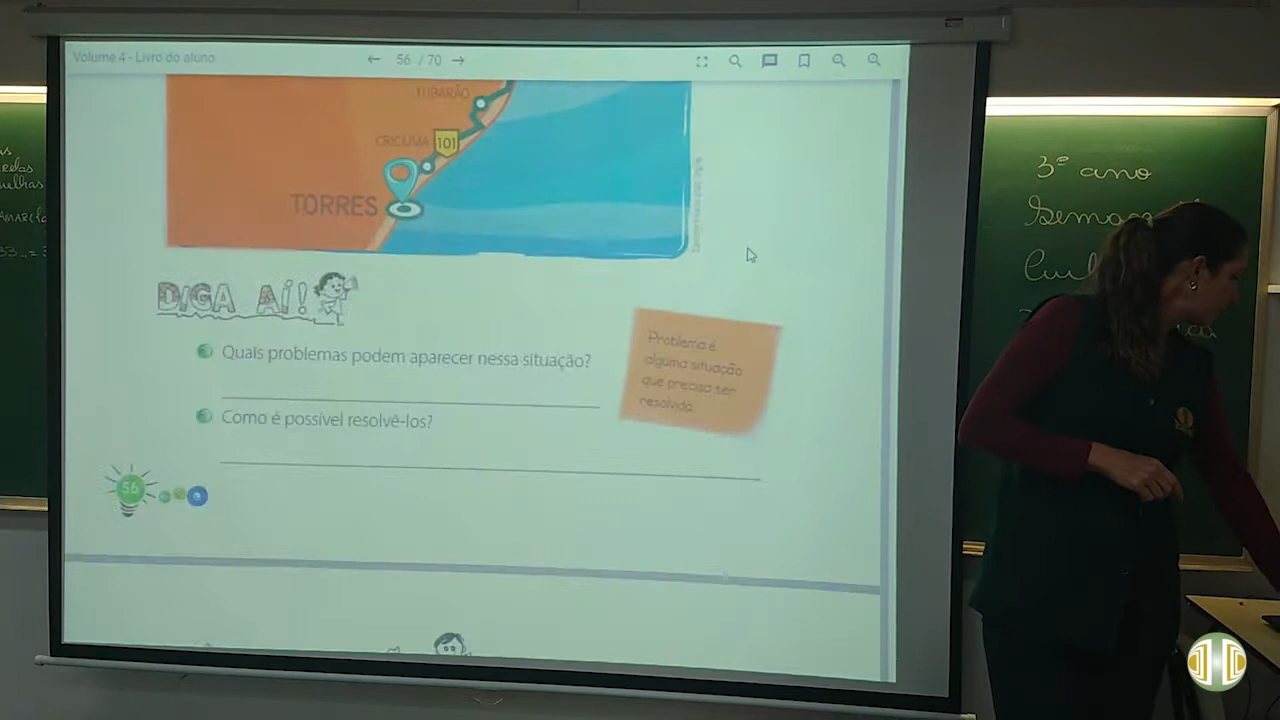 Volume 4 - Livro do aluno
56 / 70
TUBARÃO
CRICIÚMA 101
TORRES
DIGA AÍ!
Quais problemas podem aparecer nessa situação?
Como é possível resolvê-los?
Problema é
alguma situação
que precisa ser
resolvida.
56
3º ano